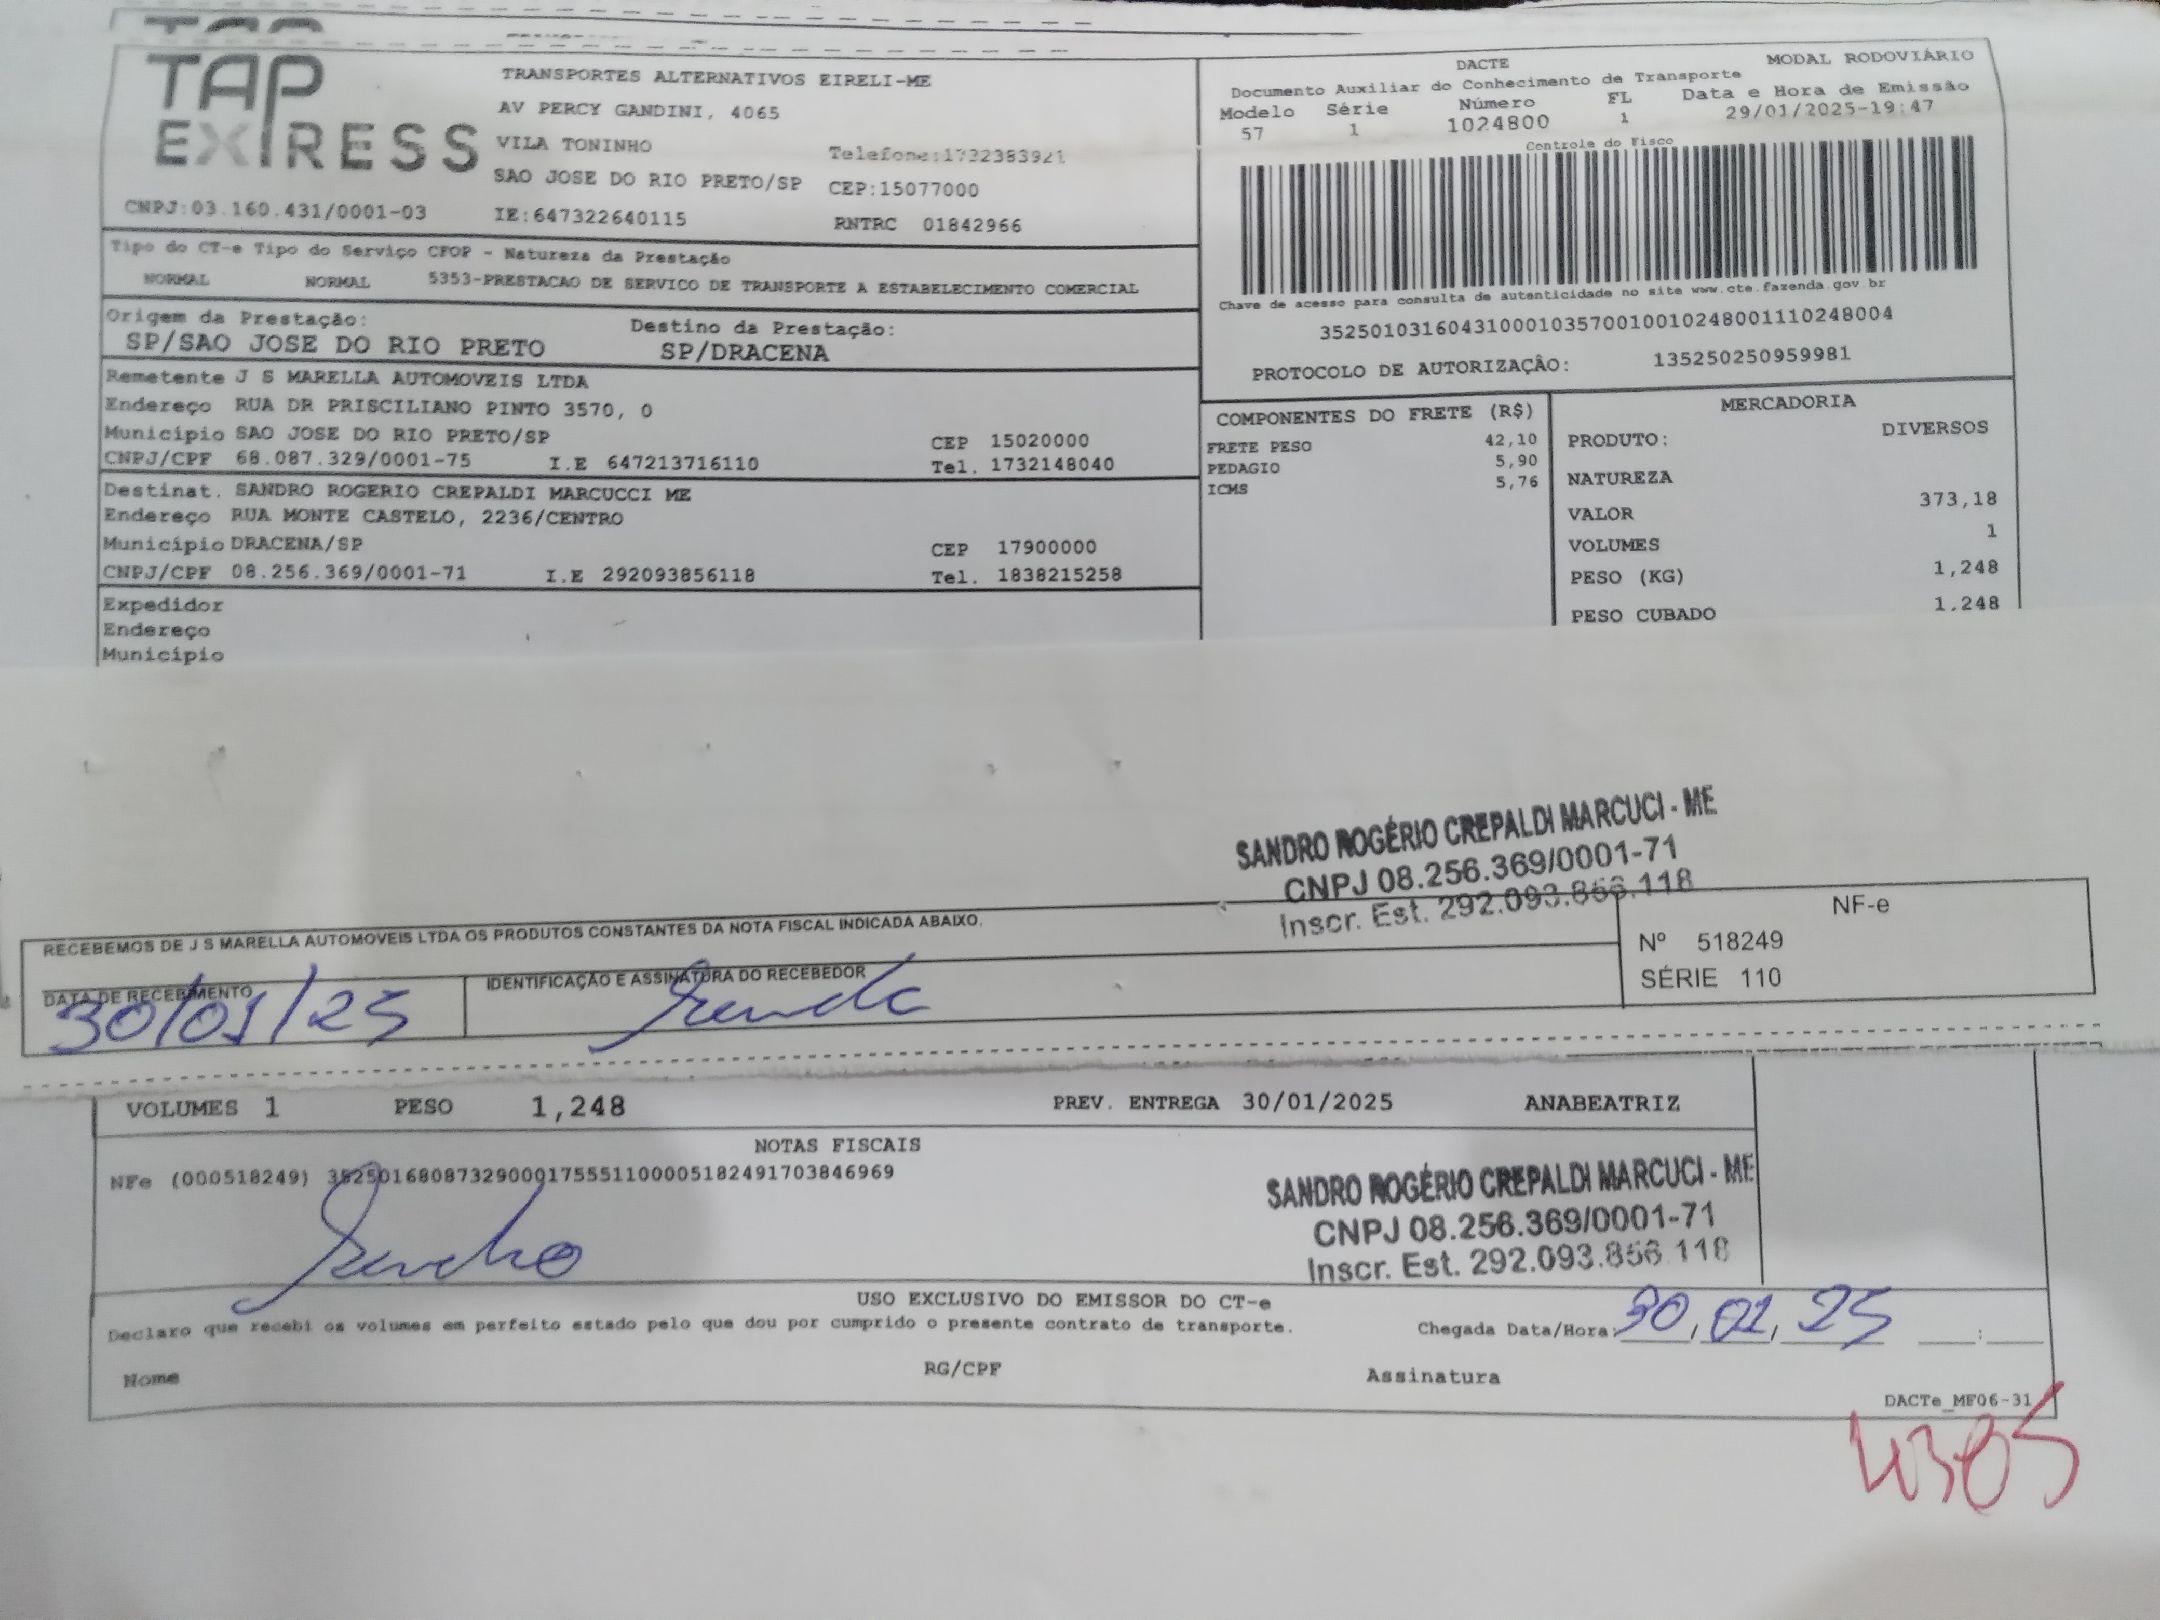 TAP EXPRESS
TRANSPORTES ALTERNATIVOS EIRELI-ME
AV PERCY GANDINI, 4065
VILA TONINHO
Telefone:1732383921
SAO JOSE DO RIO PRETO/SP CEP:15077000
CNPJ:03.160.431/0001-03 IE:647322640115 RNTRC 01842966
DACTE MODAL RODOVIÁRIO
Documento Auxiliar do Conhecimento de Transporte
Modelo Série Número FL Data e Hora de Emissão
57 1 1024800 1 29/01/2025-19:47
Controle do Fisco
Chave de acesso para consulta de autenticidade no site www.cte.fazenda.gov.br
35250103160431000103570010010248001110248004
PROTOCOLO DE AUTORIZAÇÂO: 135250250959981
Tipo do CT-e Tipo do Serviço CFOP - Natureza da Prestação
NORMAL NORMAL 5353-PRESTACAO DE SERVICO DE TRANSPORTE A ESTABELECIMENTO COMERCIAL
Origem da Prestação: Destino da Prestação:
SP/SAO JOSE DO RIO PRETO SP/DRACENA
Remetente J S MARELLA AUTOMOVEIS LTDA
Endereço RUA DR PRISCILIANO PINTO 3570, 0
Município SAO JOSE DO RIO PRETO/SP CEP 15020000
CNPJ/CPF 68.087.329/0001-75 I.E 647213716110 Tel. 1732148040
Destinat. SANDRO ROGERIO CREPALDI MARCUCCI ME
Endereço RUA MONTE CASTELO, 2236/CENTRO
Município DRACENA/SP CEP 17900000
CNPJ/CPF 08.256.369/0001-71 I.E 292093856118 Tel. 1838215258
Expedidor
Endereço
Município
COMPONENTES DO FRETE (R$)
FRETE PESO 42,10
PEDAGIO 5,90
ICMS 5,76
MERCADORIA
PRODUTO: DIVERSOS
NATUREZA
VALOR 373,18
VOLUMES 1
PESO (KG) 1,248
PESO CUBADO 1.248
SANDRO ROGÉRIO CREPALDI MARCUCI - ME
CNPJ 08.256.369/0001-71
Inscr. Est. 292.093.856.118
RECEBEMOS DE J S MARELLA AUTOMOVEIS LTDA OS PRODUTOS CONSTANTES DA NOTA FISCAL INDICADA ABAIXO.
NF-e
Nº 518249
SÉRIE 110
DATA DE RECEBIMENTO IDENTIFICAÇÃO E ASSINATURA DO RECEBEDOR
30/01/25
VOLUMES 1 PESO 1,248 PREV. ENTREGA 30/01/2025 ANABEATRIZ
NOTAS FISCAIS
NFe (000518249) 35250168087329000175551100005182491703846969
SANDRO ROGÉRIO CREPALDI MARCUCI - ME
CNPJ 08.256.369/0001-71
Inscr. Est. 292.093.856.118
USO EXCLUSIVO DO EMISSOR DO CT-e
Declaro que recebi os volumes em perfeito estado pelo que dou por cumprido o presente contrato de transporte.
Chegada Data/Hora: 30, 01, 25 :
Nome RG/CPF Assinatura
DACTe_MF06-31